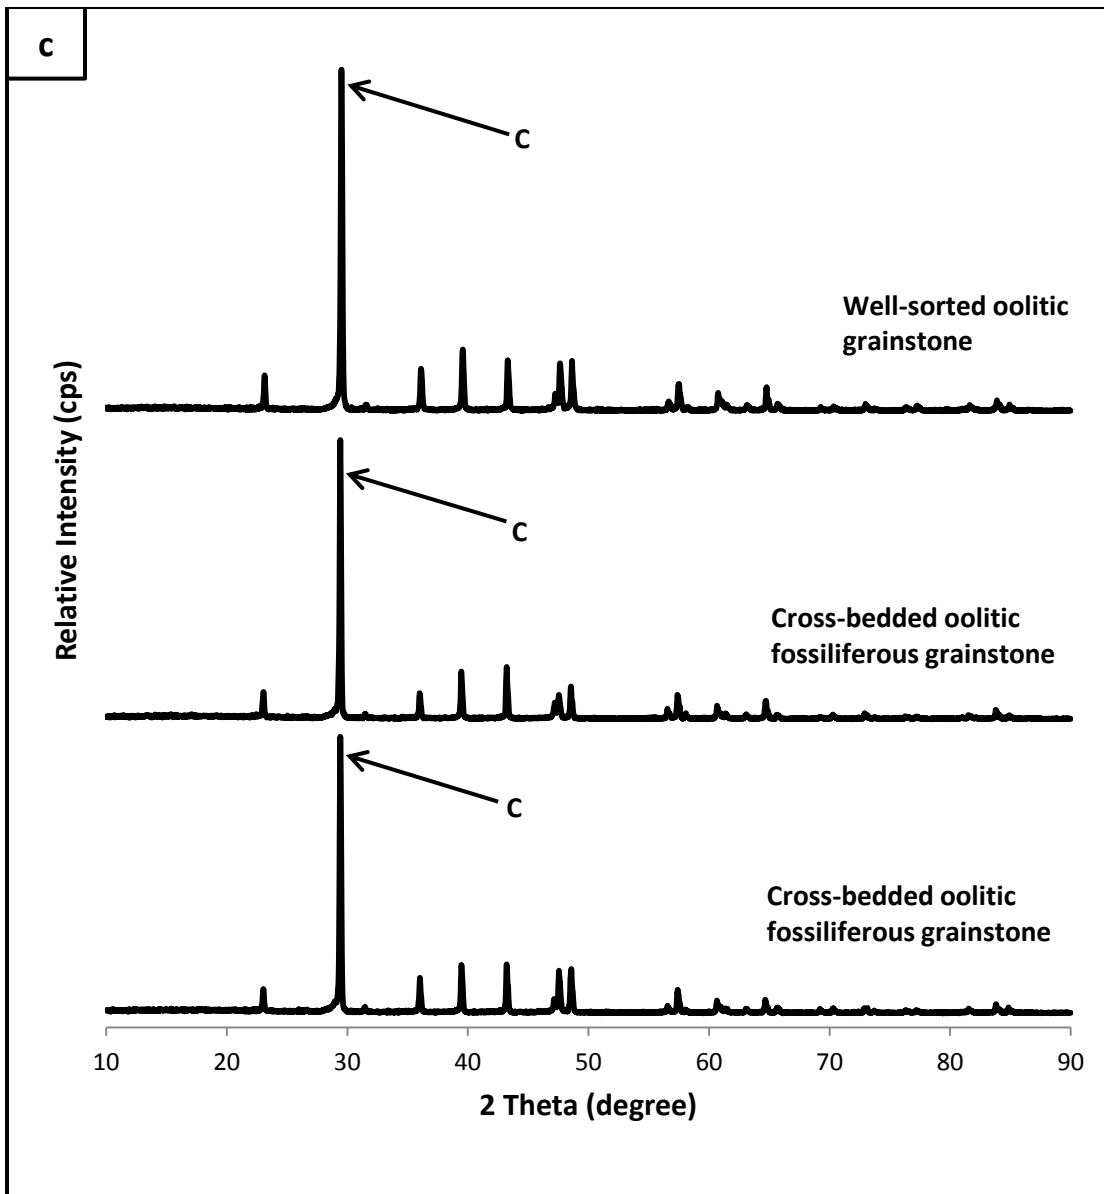 c
C
Well-sorted oolitic
grainstone
Relative Intensity (cps)
C
Cross-bedded oolitic
fossiliferous grainstone
C
Cross-bedded oolitic
fossiliferous grainstone
10 20 30 40 50 60 70 80 90
2 Theta (degree)